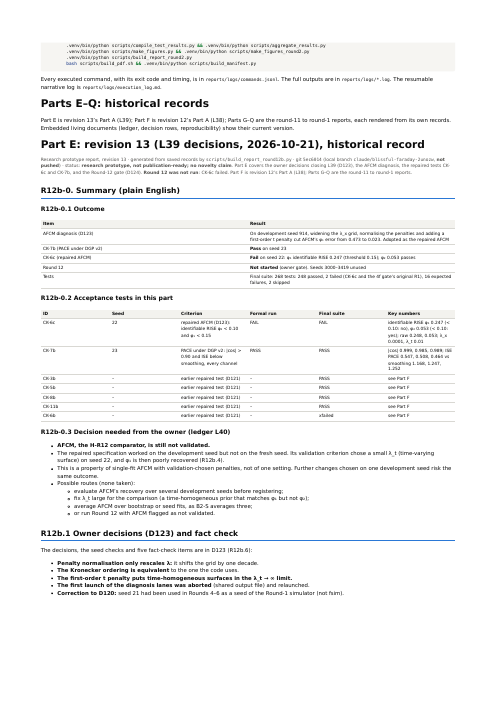 .venv/bin/python scripts/compile_test_results.py && .venv/bin/python scripts/aggregate_results.py
.venv/bin/python scripts/make_figures.py && .venv/bin/python scripts/make_figures_round2.py
.venv/bin/python scripts/build_report_round2.py
bash scripts/build_pdf.sh && .venv/bin/python scripts/build_manifest.py
Every executed command, with its exit code and timing, is in reports/logs/commands.jsonl. The full outputs are in reports/logs/*.log. The resumable
narrative log is reports/execution_log.md.
Parts E–Q: historical records
Part E is revision 13's Part A (L39); Part F is revision 12's Part A (L38); Parts G–Q are the round-11 to round-1 reports, each rendered from its own records.
Embedded living documents (ledger, decision rows, reproducibility) show their current version.
Part E: revision 13 (L39 decisions, 2026-10-21), historical record
R12b-0. Summary (plain English)
R12b-0.1 Outcome
Item Result
AFCM diagnosis (D123) On development seed 914, widening the λ_x grid, normalising the penalties and adding a
first-order t penalty cut AFCM's φ₂ error from 0.473 to 0.023. Adopted as the repaired AFCM
CK-7b (PACE under DGP v2) Pass on seed 23
CK-6c (repaired AFCM) Fail on seed 22: φ₁ identifiable RISE 0.247 (threshold 0.15); φ₂ 0.053 passes
Round 12 Not started (owner gate). Seeds 3000–3419 unused
Tests Final suite: 268 tests: 248 passed, 2 failed (CK-6c and the 4f gate's original R1), 16 expected
failures, 2 skipped
R12b-0.2 Acceptance tests in this part
ID Seed Criterion Formal run Final suite Key numbers
CK-6c 22 repaired AFCM (D123): identifiable RISE φ₁ < 0.10 and φ₂ < 0.15 FAIL FAIL identifiable RISE φ₁ 0.247 (< 0.10: no), φ₂ 0.053 (< 0.10: yes); raw 0.248, 0.053; λ_x 0.0001, λ_t 0.01
CK-7b 23 PACE under DGP v2: |cos| > 0.90 and ISE below smoothing, every channel PASS PASS |cos| 0.999, 0.985, 0.989; ISE PACE 0.547, 0.508, 0.464 vs smoothing 1.168, 1.247, 1.252
CK-3b – earlier repaired test (D121) – PASS see Part F
CK-5b – earlier repaired test (D121) – PASS see Part F
CK-8b – earlier repaired test (D121) – PASS see Part F
CK-11b – earlier repaired test (D121) – PASS see Part F
CK-6b – earlier repaired test (D121) – xfailed see Part F
R12b-0.3 Decision needed from the owner (ledger L40)
• AFCM, the H-R12 comparator, is still not validated.
• The repaired specification worked on the development seed but not on the fresh seed. Its validation criterion chose a small λ_t (time-varying
surface) on seed 22, and φ₁ is then poorly recovered (R12b.4).
• This is a property of single-fit AFCM with validation-chosen penalties, not of one setting. Further changes chosen on one development seed risk the
same outcome.
• Possible routes (none taken):
evaluate AFCM's recovery over several development seeds before registering;
fix λ_t large for the comparison (a time-homogeneous prior that matches φ₁ but not φ₂);
average AFCM over bootstrap or seed fits, as B2-S averages three;
or run Round 12 with AFCM flagged as not validated.
R12b.1 Owner decisions (D123) and fact check
The decisions, the seed checks and five fact-check items are in D123 (R12b.6):
• Penalty normalisation only rescales λ: it shifts the grid by one decade.
• The Kronecker ordering is equivalent to the one the code uses.
• The first-order t penalty puts time-homogeneous surfaces in the λ_t → ∞ limit.
• The first launch of the diagnosis lanes was aborted (shared output file) and relaunched.
• Correction to D120: seed 21 had been used in Rounds 4–6 as a seed of the Round-1 simulator (not fsim).